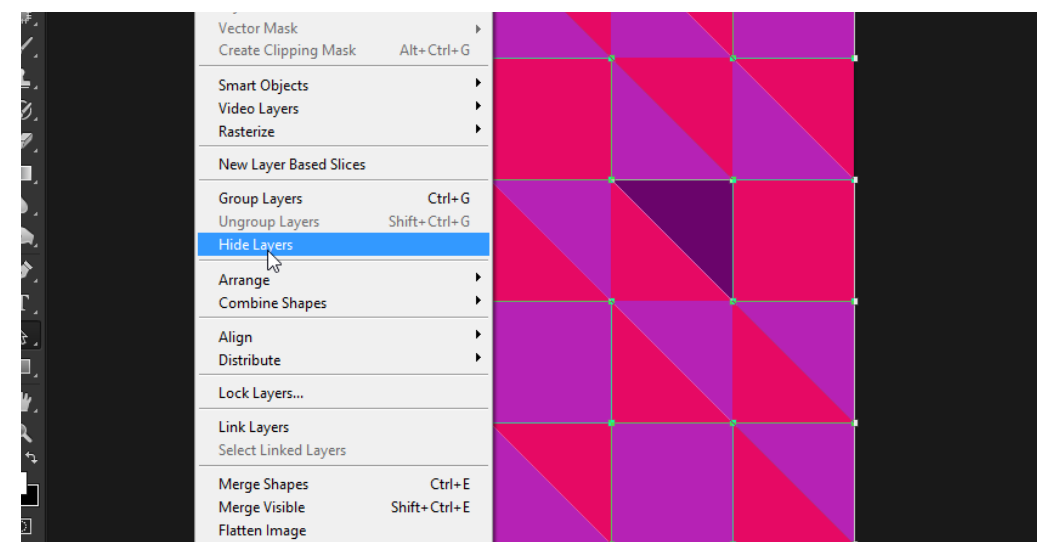 Vector Mask
Create Clipping Mask Alt+Ctrl+G
Smart Objects
Video Layers
Rasterize
New Layer Based Slices
Group Layers Ctrl+G
Ungroup Layers Shift+Ctrl+G
Hide Layers
Arrange
Combine Shapes
Align
Distribute
Lock Layers...
Link Layers
Select Linked Layers
Merge Shapes Ctrl+E
Merge Visible Shift+Ctrl+E
Flatten Image